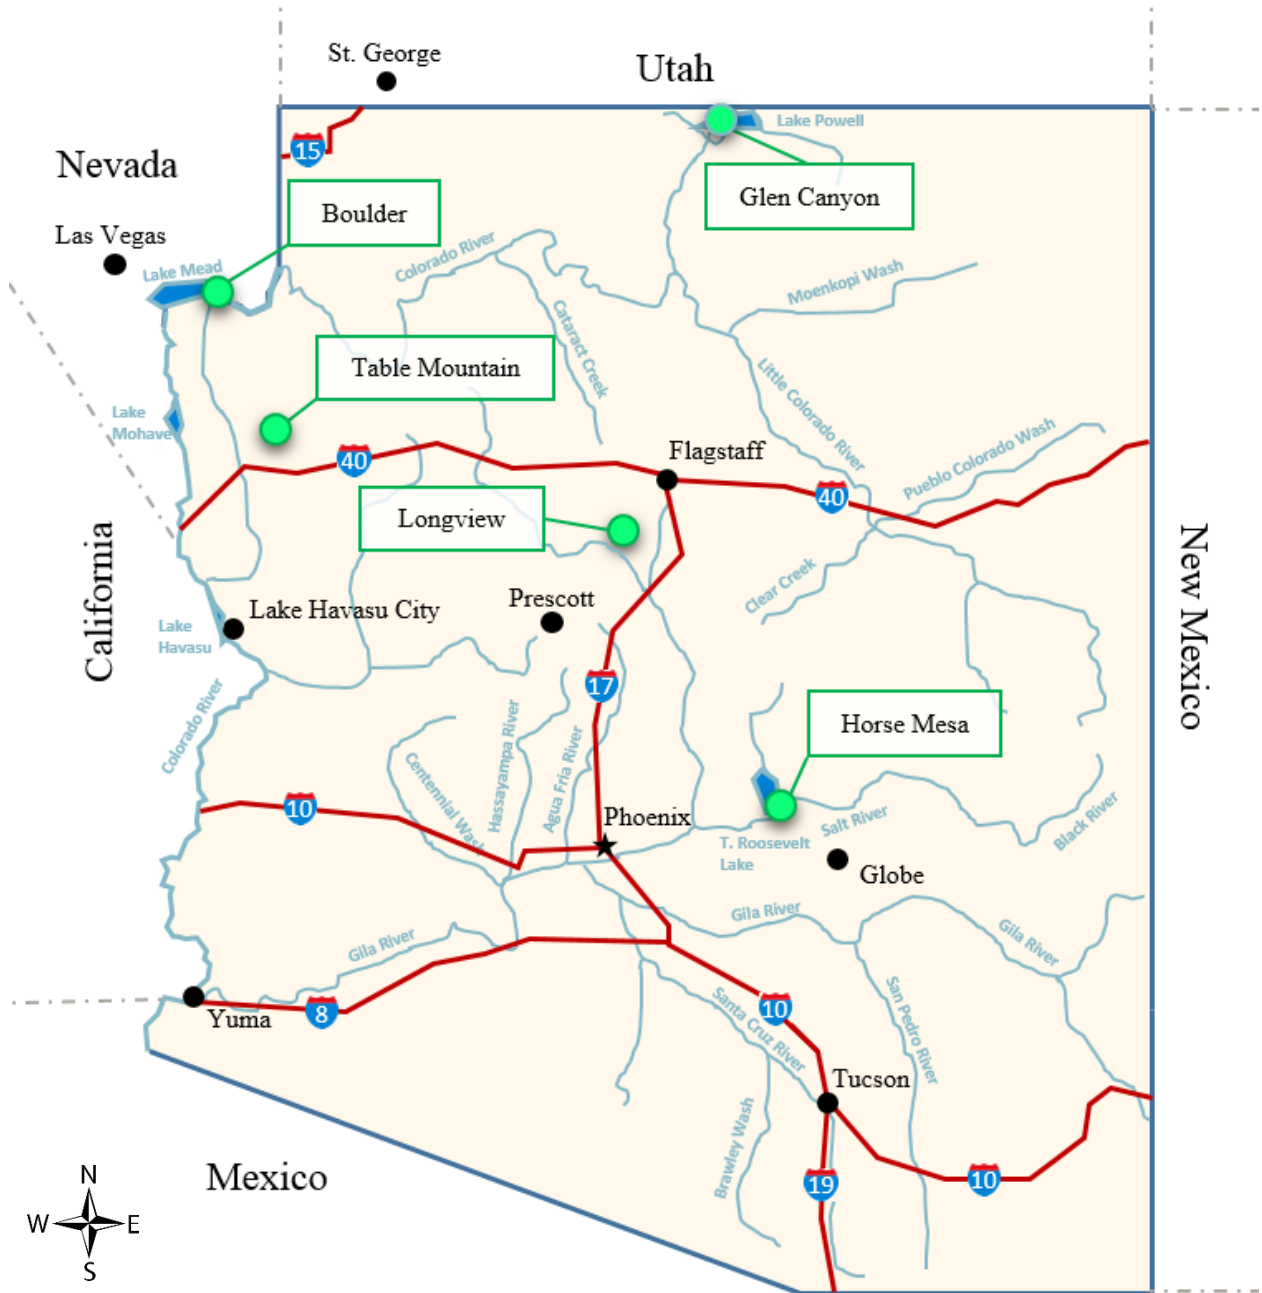 St. George
Utah
Lake Powell
15
Nevada
Glen Canyon
Boulder
Las Vegas
Lake Mead
Colorado River
Moenkopi Wash
Cataract Creek
Table Mountain
Little Colorado River
Lake
Mohave
Pueblo Colorado Wash
Flagstaff
40
40
Longview
California
New Mexico
Clear Creek
Prescott
Lake Havasu City
Lake
Havasu
17
Colorado River
Horse Mesa
Hassayampa River
Agua Fria River
Centennial Wash
10
Phoenix
Salt River
Black River
T. Roosevelt
Lake
Globe
Gila River
Gila River
Gila River
San Pedro River
Santa Cruz River
10
8
Yuma
Tucson
Brawley Wash
Mexico
19
10
N
W
E
S